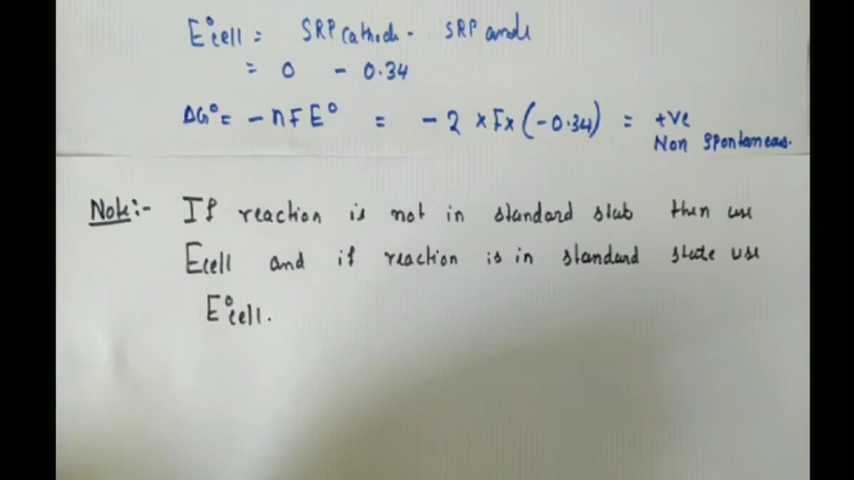 E°cell = SRP cathode - SRP anode
= 0 - 0.34
ΔG° = - nFE° = - 2 x F x (-0.34) = +ve
Non Spontaneous.
Note:- If reaction is not in standard state then use
Ecell and if reaction is in standard state use
E°cell.